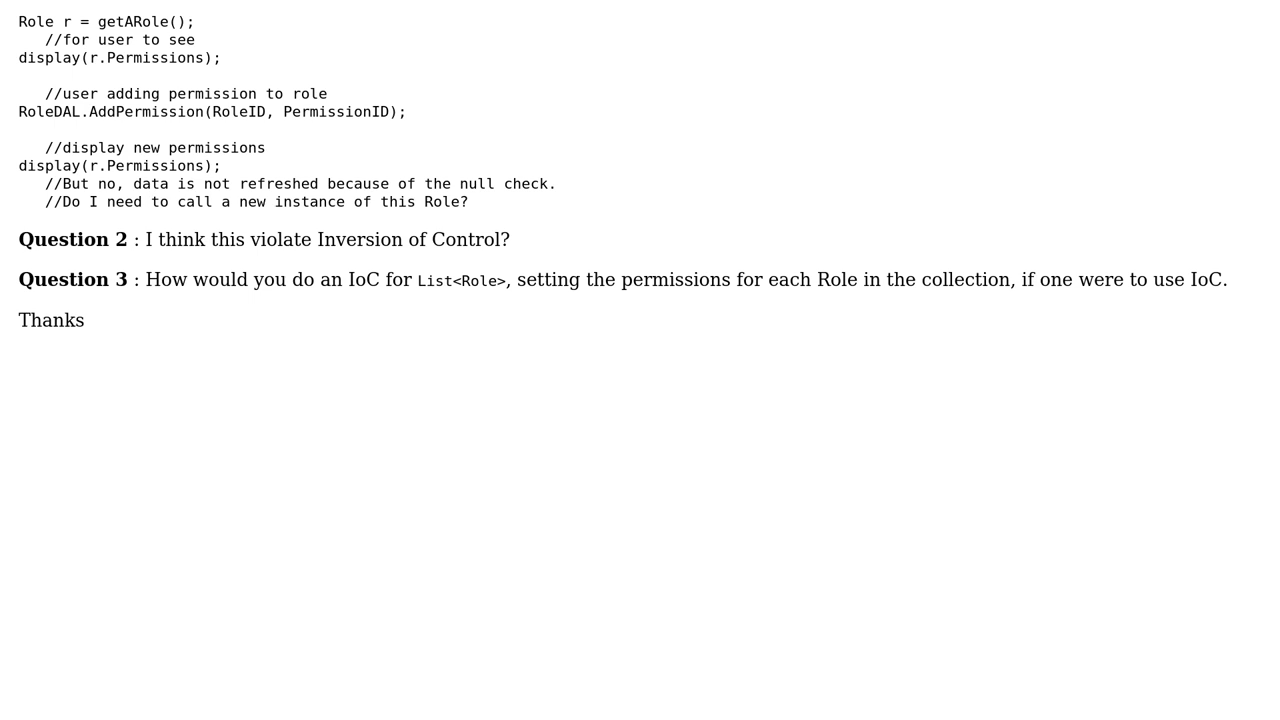 Role r = getARole();
   //for user to see
display(r.Permissions);

   //user adding permission to role
RoleDAL.AddPermission(RoleID, PermissionID);

   //display new permissions
display(r.Permissions);
   //But no, data is not refreshed because of the null check.
   //Do I need to call a new instance of this Role?
Question 2 : I think this violate Inversion of Control?
Question 3 : How would you do an IoC for List<Role>, setting the permissions for each Role in the collection, if one were to use IoC.
Thanks